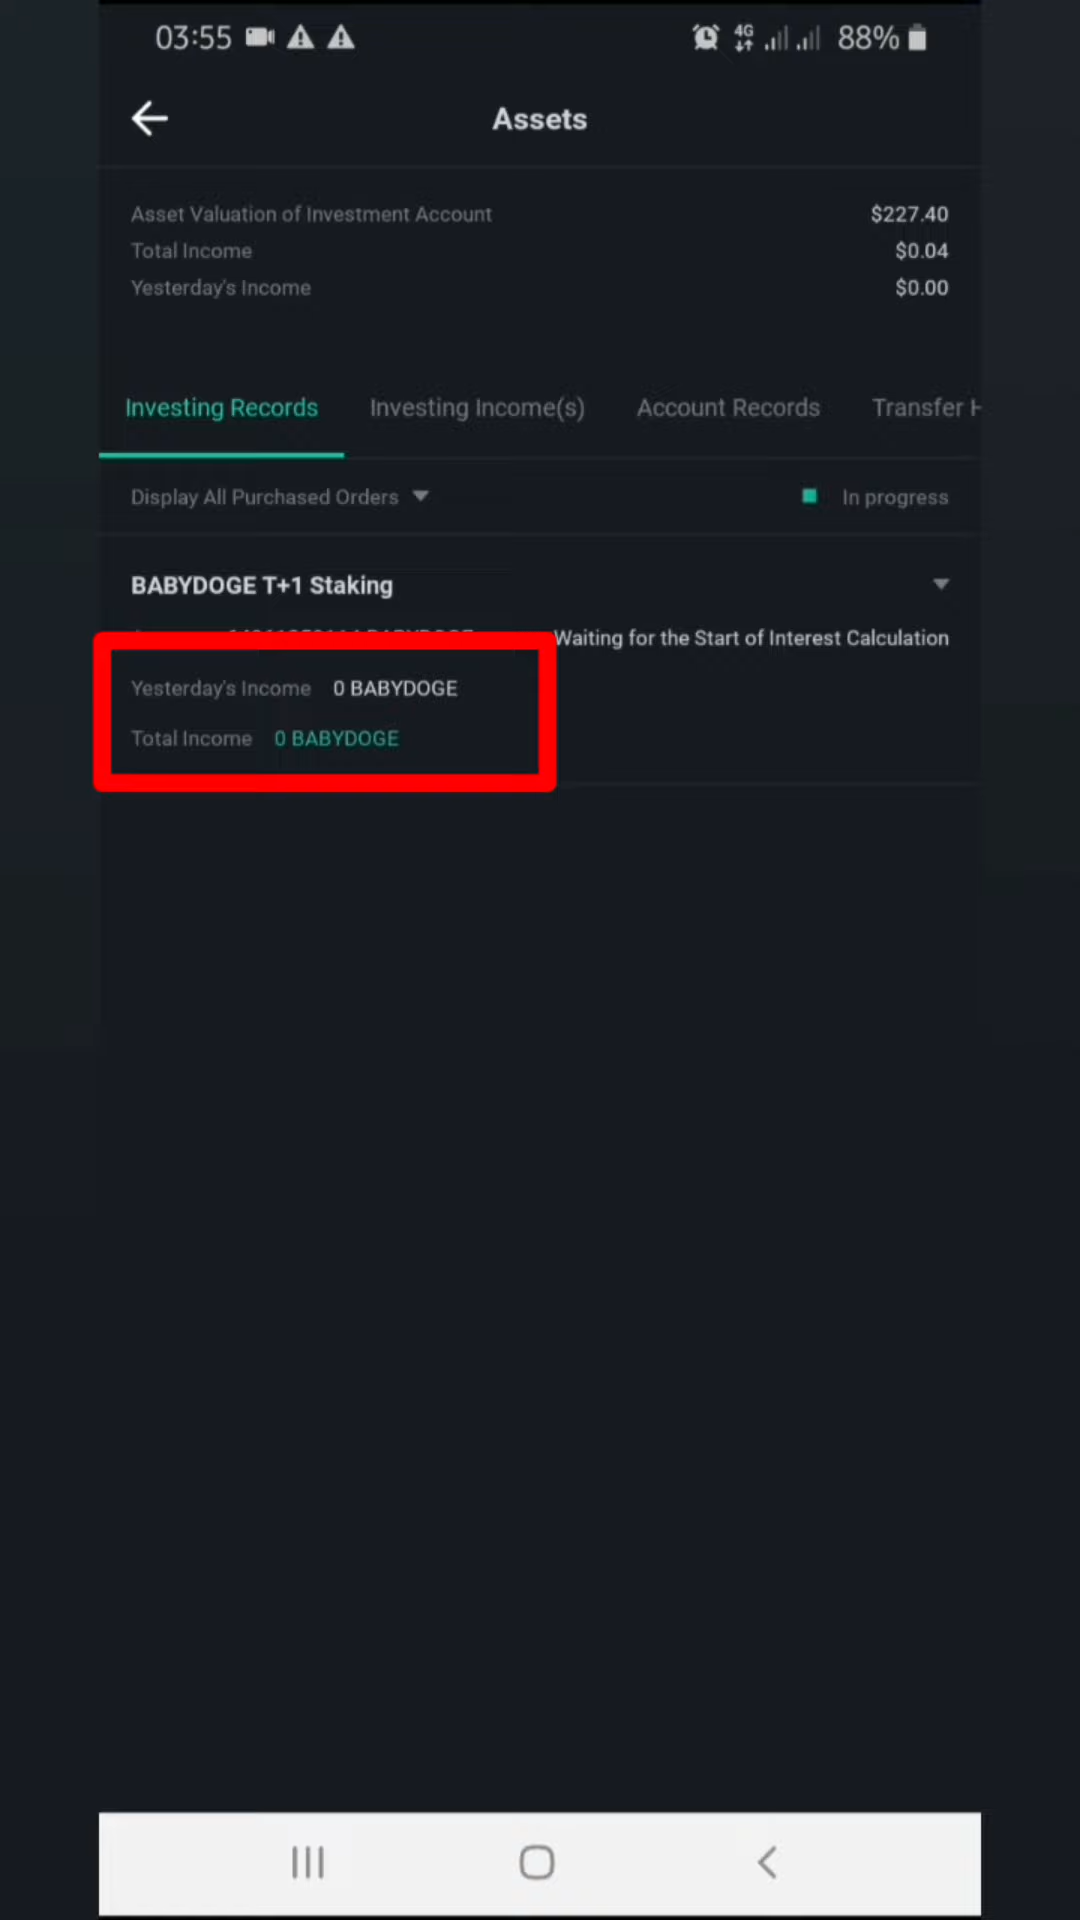 03:55 4G 88%
Assets
Asset Valuation of Investment Account $227.40
Total Income $0.04
Yesterday's Income $0.00
Investing Records Investing Income(s) Account Records Transfer H
Display All Purchased Orders In progress
BABYDOGE T+1 Staking
Waiting for the Start of Interest Calculation
Yesterday's Income 0 BABYDOGE
Total Income 0 BABYDOGE